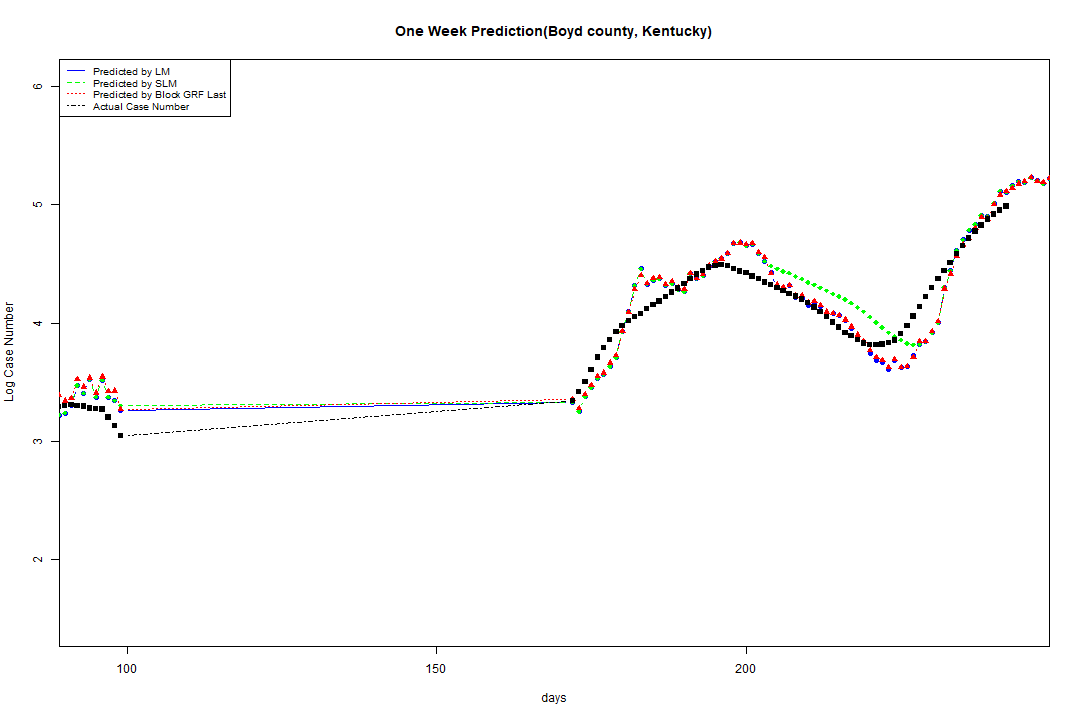 One Week Prediction(Boyd county, Kentucky)
Predicted by LM
Predicted by SLM
Predicted by Block GRF Last
Actual Case Number
6
5
4
3
2
Log Case Number
100
150
200
days